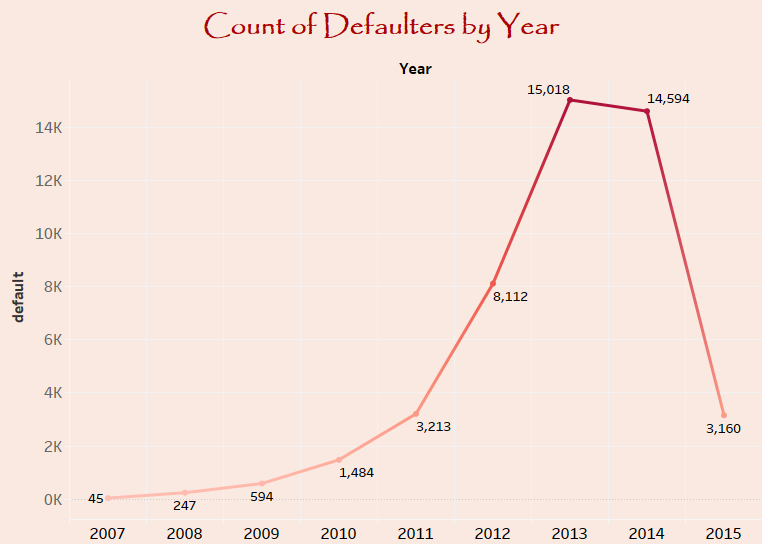 Count of Defaulters by Year
Year
15,018
14,594
14K
12K
10K
8K
8,112
6K
4K
3,213
3,160
2K
1,484
594
247
45
0K
default
2007 2008 2009 2010 2011 2012 2013 2014 2015